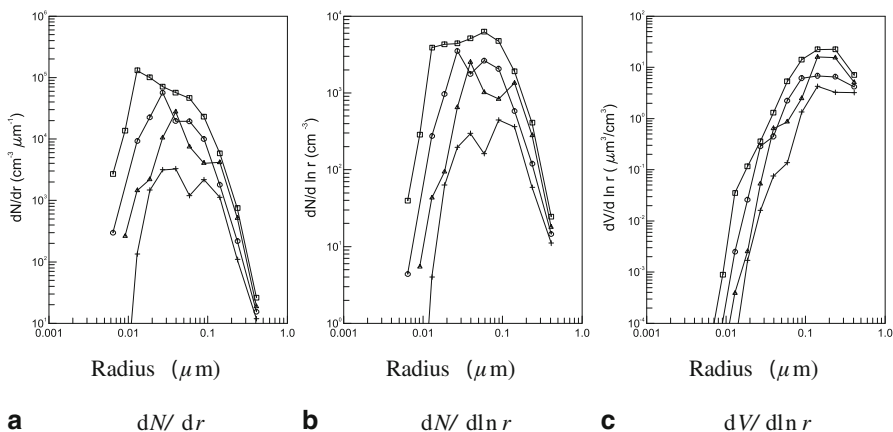 10⁶
10⁵
10⁴
10³
10²
10¹
dN/dr (cm⁻³ μm⁻¹)
0.001 0.01 0.1 1.0
Radius (μm)
a dN/ dr
10⁴
10³
10²
10¹
10⁰
dN/d ln r (cm⁻³)
0.001 0.01 0.1 1.0
Radius (μm)
b dN/ dln r
10²
10¹
10⁰
10⁻¹
10⁻²
10⁻³
10⁻⁴
dV/d ln r ( μm³/cm³)
0.001 0.01 0.1 1.0
Radius (μm)
c dV/ dln r